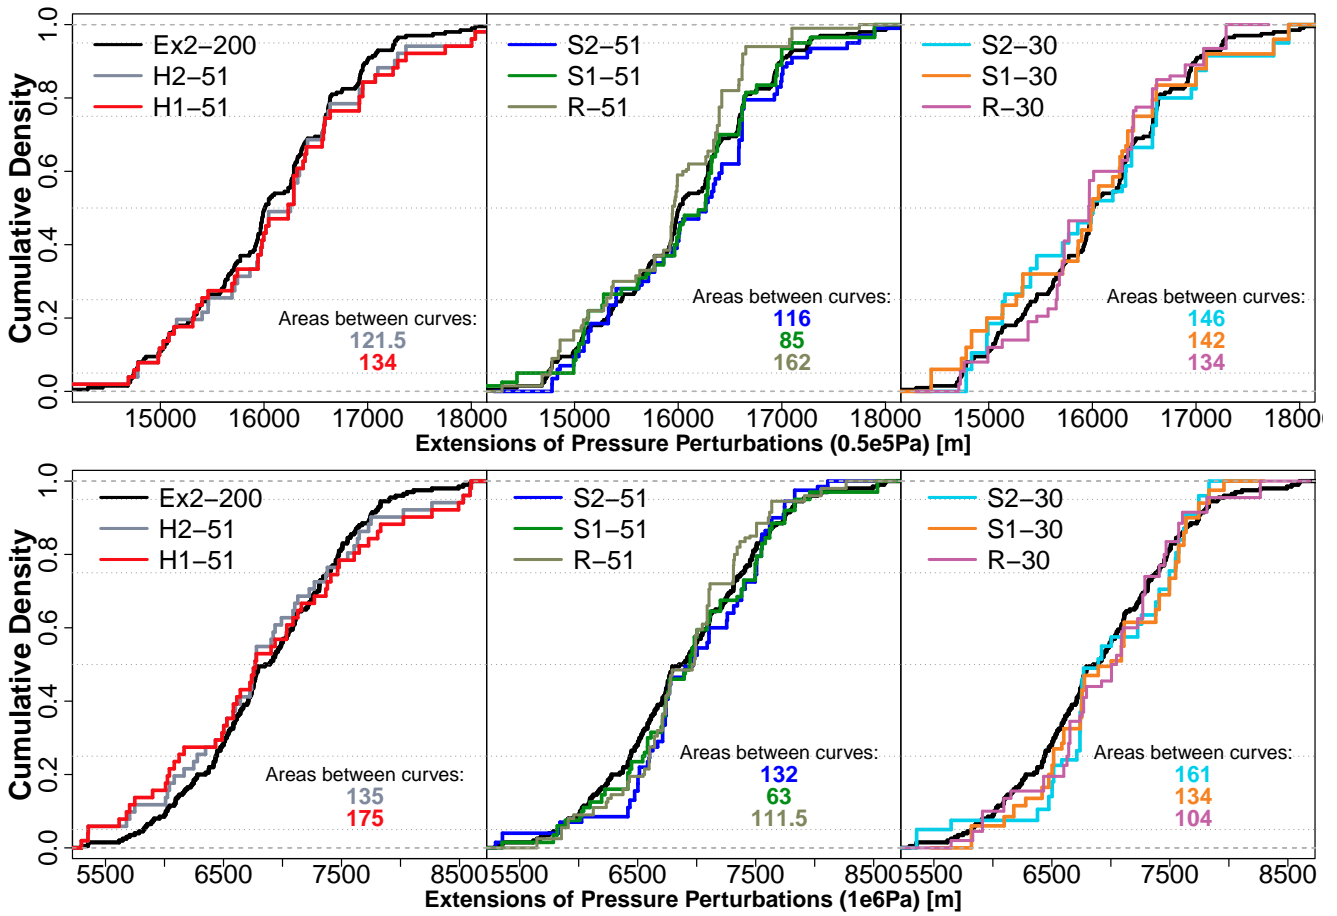 Cumulative Density
0.0 0.2 0.4 0.6 0.8 1.0
Ex2−200
H2−51
H1−51
Areas between curves:
121.5
134
S2−51
S1−51
R−51
Areas between curves:
116
85
162
S2−30
S1−30
R−30
Areas between curves:
146
142
134
15000 16000 17000 18000 15000 16000 17000 18000 15000 16000 17000 1800
Extensions of Pressure Perturbations (0.5e5Pa) [m]
Cumulative Density
0.0 0.2 0.4 0.6 0.8 1.0
Ex2−200
H2−51
H1−51
Areas between curves:
135
175
S2−51
S1−51
R−51
Areas between curves:
132
63
111.5
S2−30
S1−30
R−30
Areas between curves:
161
134
104
5500 6500 7500 8500 5500 6500 7500 8500 5500 6500 7500 8500
Extensions of Pressure Perturbations (1e6Pa) [m]